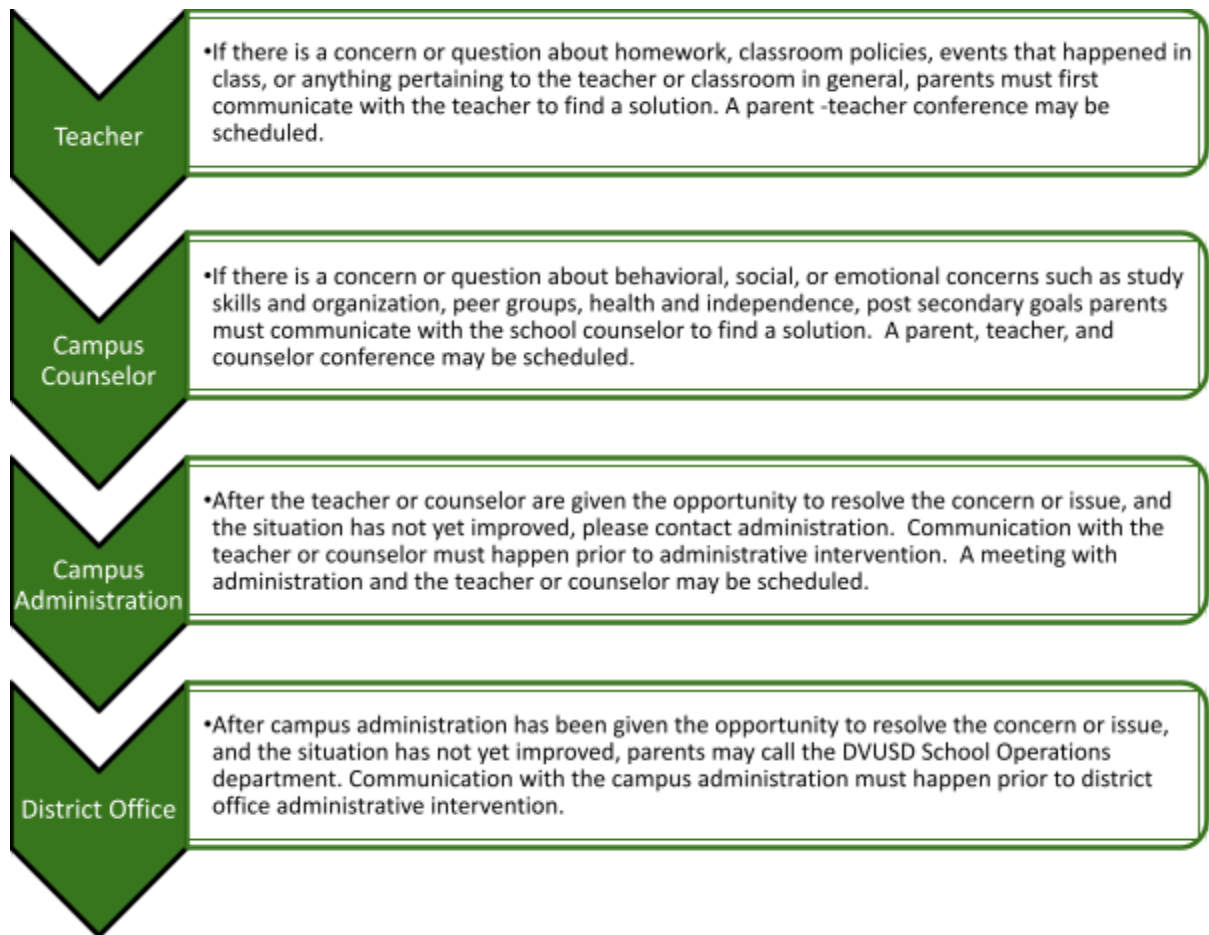 Teacher
•If there is a concern or question about homework, classroom policies, events that happened in
class, or anything pertaining to the teacher or classroom in general, parents must first
communicate with the teacher to find a solution. A parent -teacher conference may be
scheduled.
Campus
Counselor
•If there is a concern or question about behavioral, social, or emotional concerns such as study
skills and organization, peer groups, health and independence, post secondary goals parents
must communicate with the school counselor to find a solution.  A parent, teacher, and
counselor conference may be scheduled.
Campus
Administration
•After the teacher or counselor are given the opportunity to resolve the concern or issue, and
the situation has not yet improved, please contact administration.  Communication with the
teacher or counselor must happen prior to administrative intervention.  A meeting with
administration and the teacher or counselor may be scheduled.
District Office
•After campus administration has been given the opportunity to resolve the concern or issue,
and the situation has not yet improved, parents may call the DVUSD School Operations
department. Communication with the campus administration must happen prior to district
office administrative intervention.